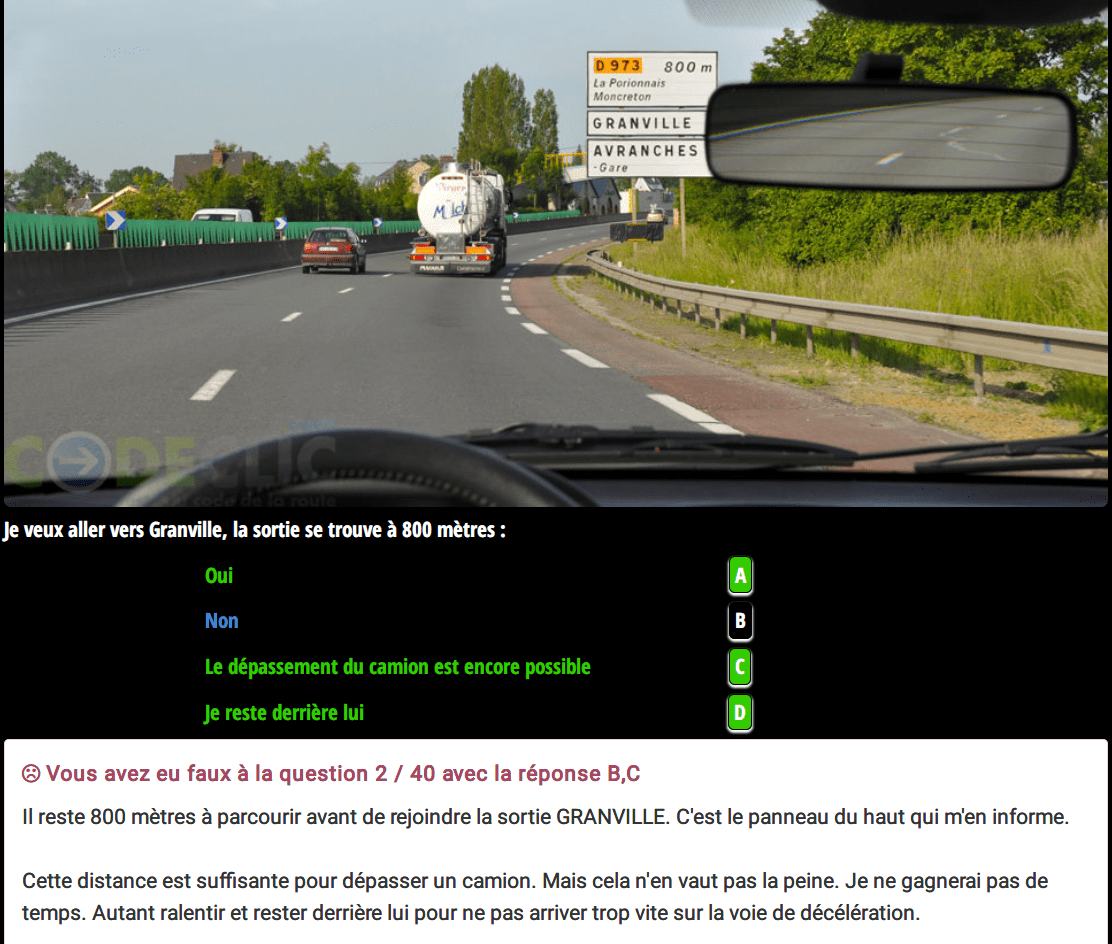 D 973 800 m
La Porionnais
Moncreton
GRANVILLE
AVRANCHES
-Gare
CODECLIC
code de la route
Je veux aller vers Granville, la sortie se trouve à 800 mètres :
Oui A
Non B
Le dépassement du camion est encore possible C
Je reste derrière lui D
Vous avez eu faux à la question 2 / 40 avec la réponse B,C
Il reste 800 mètres à parcourir avant de rejoindre la sortie GRANVILLE. C'est le panneau du haut qui m'en informe.
Cette distance est suffisante pour dépasser un camion. Mais cela n'en vaut pas la peine. Je ne gagnerai pas de
temps. Autant ralentir et rester derrière lui pour ne pas arriver trop vite sur la voie de décélération.